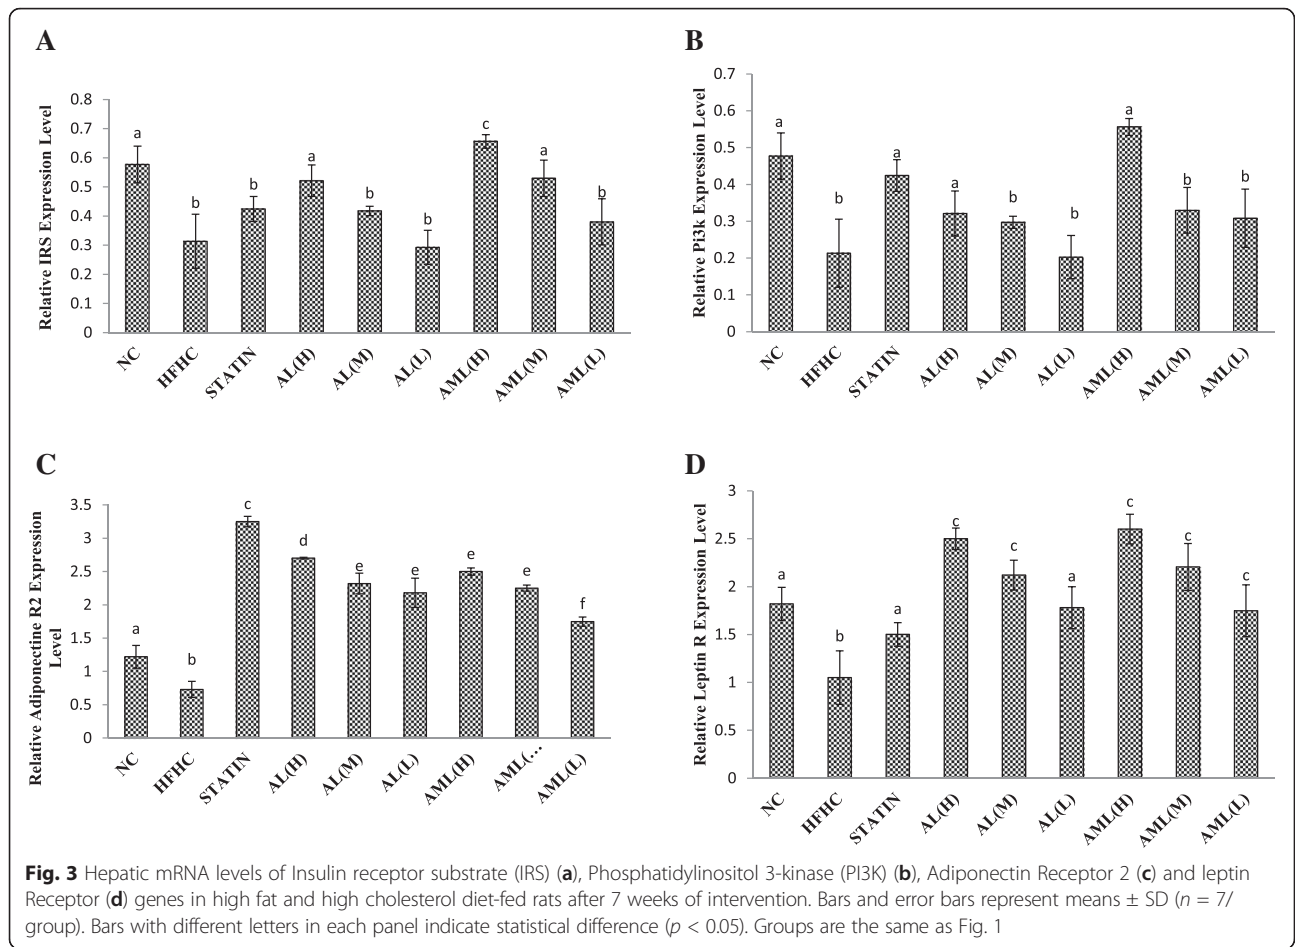 A
Relative IRS Expression Level
0.8
0.7
0.6
0.5
0.4
0.3
0.2
0.1
0
a
b
b
a
b
b
c
a
b
NC
HFHC
STATIN
AL(H)
AL(M)
AL(L)
AML(H)
AML(M)
AML(L)
B
Relative Pi3k Expression Level
0.7
0.6
0.5
0.4
0.3
0.2
0.1
0
a
b
a
a
b
b
a
b
b
NC
HFHC
STATIN
AL(H)
AL(M)
AL(L)
AML(H)
AML(M)
AML(L)
C
Relative Adiponectine R2 Expression
Level
3.5
3
2.5
2
1.5
1
0.5
0
a
b
c
d
e
e
e
e
f
NC
HFHC
STATIN
AL(H)
AL(M)
AL(L)
AML(H)
AML(...
AML(L)
D
Relative Leptin R Expression Level
3
2.5
2
1.5
1
0.5
0
a
b
a
c
c
a
c
c
c
NC
HFHC
STATIN
AL(H)
AL(M)
AL(L)
AML(H)
AML(M)
AML(L)
Fig. 3 Hepatic mRNA levels of Insulin receptor substrate (IRS) (a), Phosphatidylinositol 3-kinase (PI3K) (b), Adiponectin Receptor 2 (c) and leptin
Receptor (d) genes in high fat and high cholesterol diet-fed rats after 7 weeks of intervention. Bars and error bars represent means ± SD (n = 7/
group). Bars with different letters in each panel indicate statistical difference (p < 0.05). Groups are the same as Fig. 1